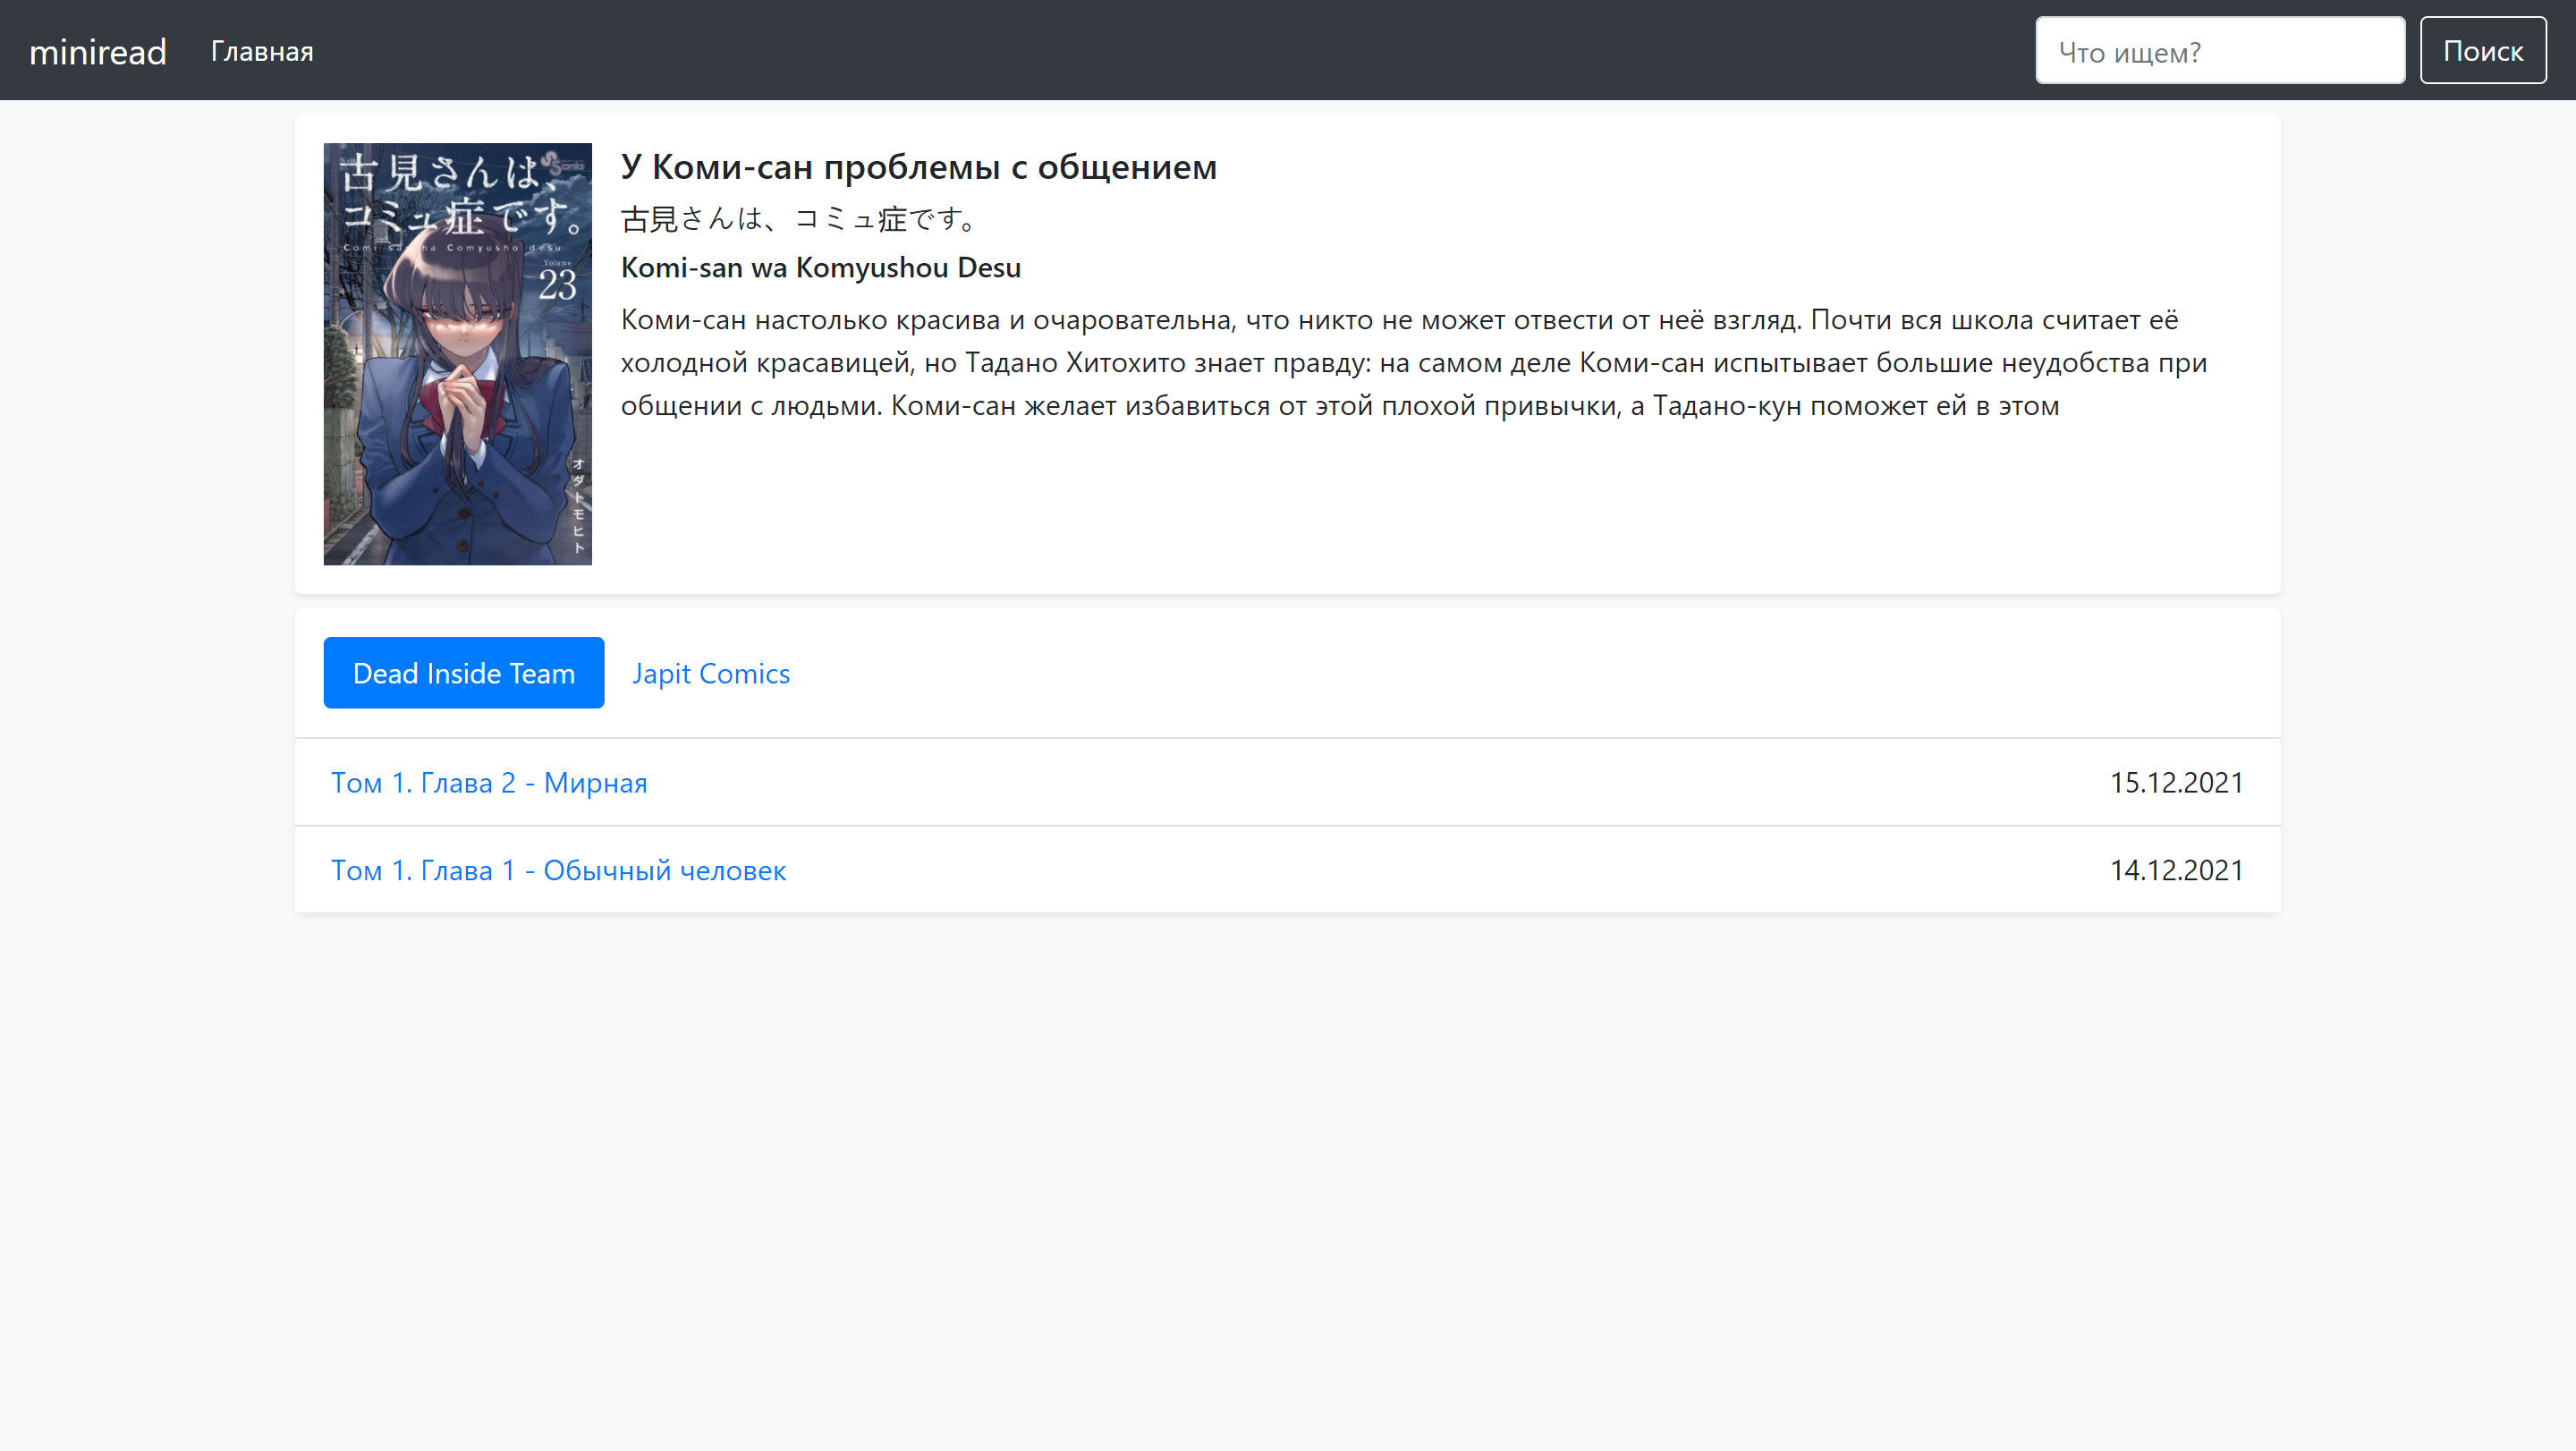 miniread Главная Что ищем? Поиск
古見さんは、
コミュ症です。
Comi san ha Comyusho desu
Volume
23
オダトモヒト
comics
У Коми-сан проблемы с общением
古見さんは、コミュ症です。
Komi-san wa Komyushou Desu
Коми-сан настолько красива и очаровательна, что никто не может отвести от неё взгляд. Почти вся школа считает её
холодной красавицей, но Тадано Хитохито знает правду: на самом деле Коми-сан испытывает большие неудобства при
общении с людьми. Коми-сан желает избавиться от этой плохой привычки, а Тадано-кун поможет ей в этом
Dead Inside Team Japit Comics
Том 1. Глава 2 - Мирная 15.12.2021
Том 1. Глава 1 - Обычный человек 14.12.2021